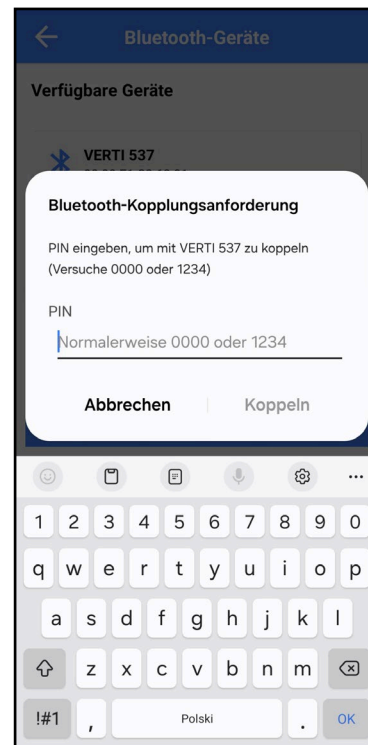 Bluetooth-Geräte
Verfügbare Geräte
VERTI 537
Bluetooth-Kopplungsanforderung
PIN eingeben, um mit VERTI 537 zu koppeln
(Versuche 0000 oder 1234)
PIN
Normalerweise 0000 oder 1234
Abbrechen Koppeln
1 2 3 4 5 6 7 8 9 0
q w e r t y u i o p
a s d f g h j k l
z x c v b n m
!#1 , Polski . OK